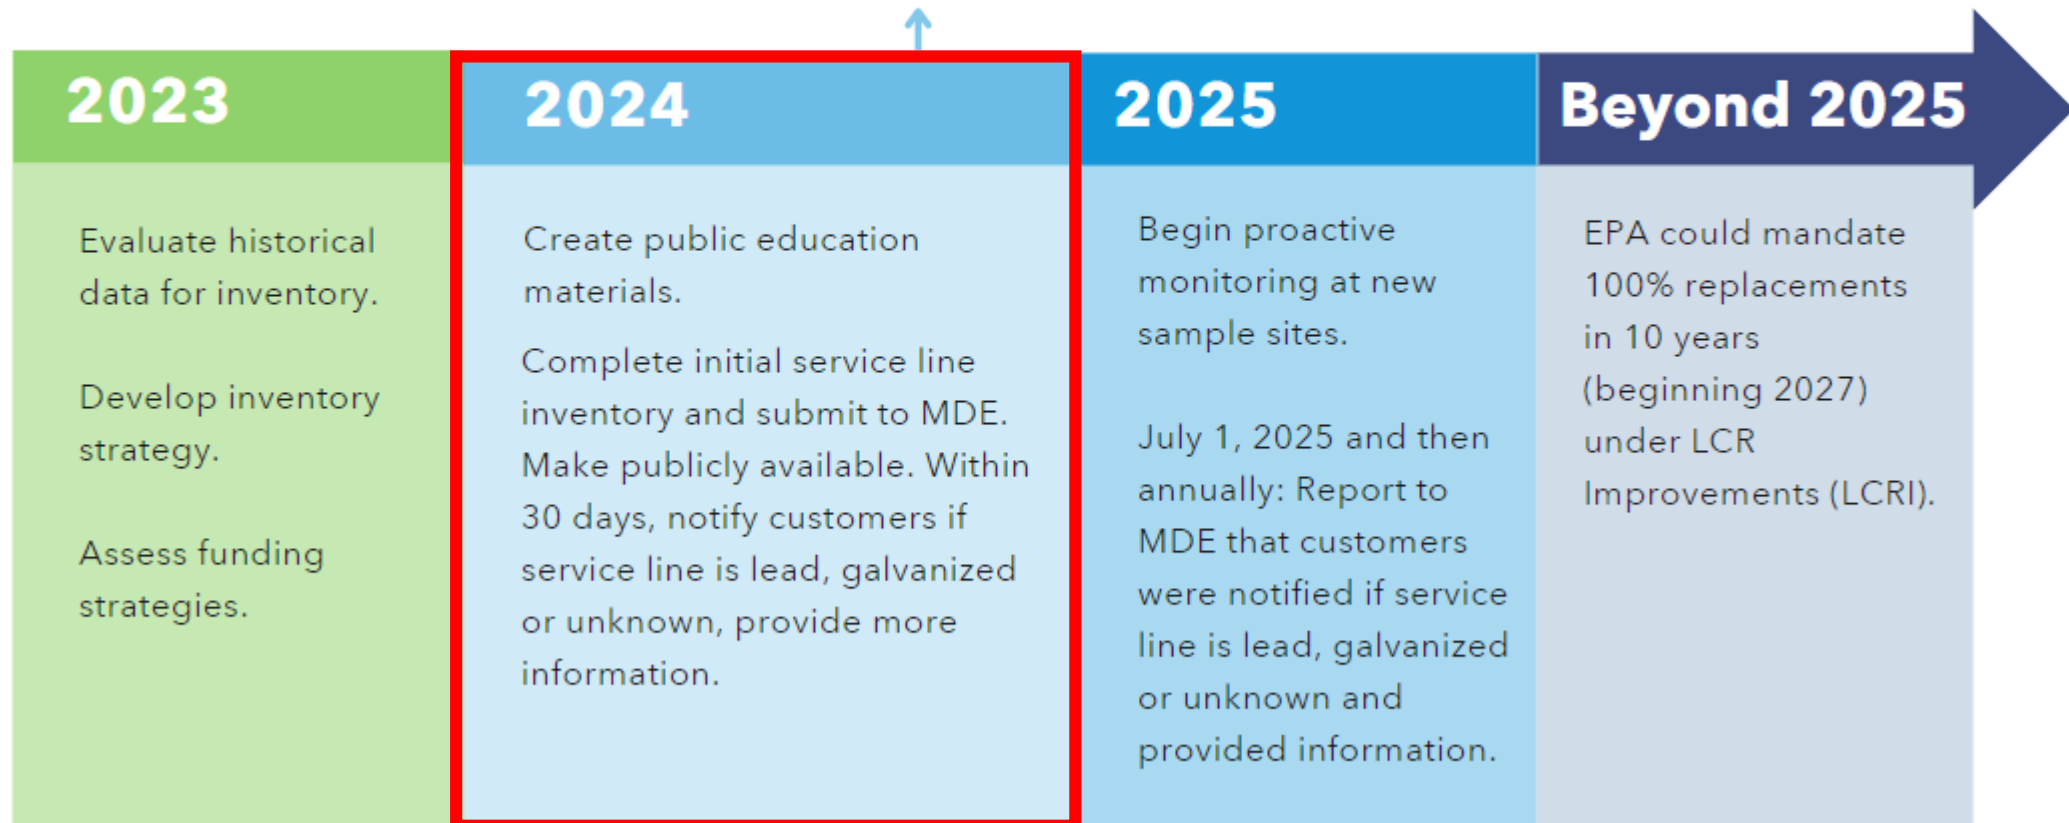 2023
Evaluate historical
data for inventory.
Develop inventory
strategy.
Assess funding
strategies.
2024
Create public education
materials.
Complete initial service line
inventory and submit to MDE.
Make publicly available. Within
30 days, notify customers if
service line is lead, galvanized
or unknown, provide more
information.
2025
Begin proactive
monitoring at new
sample sites.
July 1, 2025 and then
annually: Report to
MDE that customers
were notified if service
line is lead, galvanized
or unknown and
provided information.
Beyond 2025
EPA could mandate
100% replacements
in 10 years
(beginning 2027)
under LCR
Improvements (LCRI).